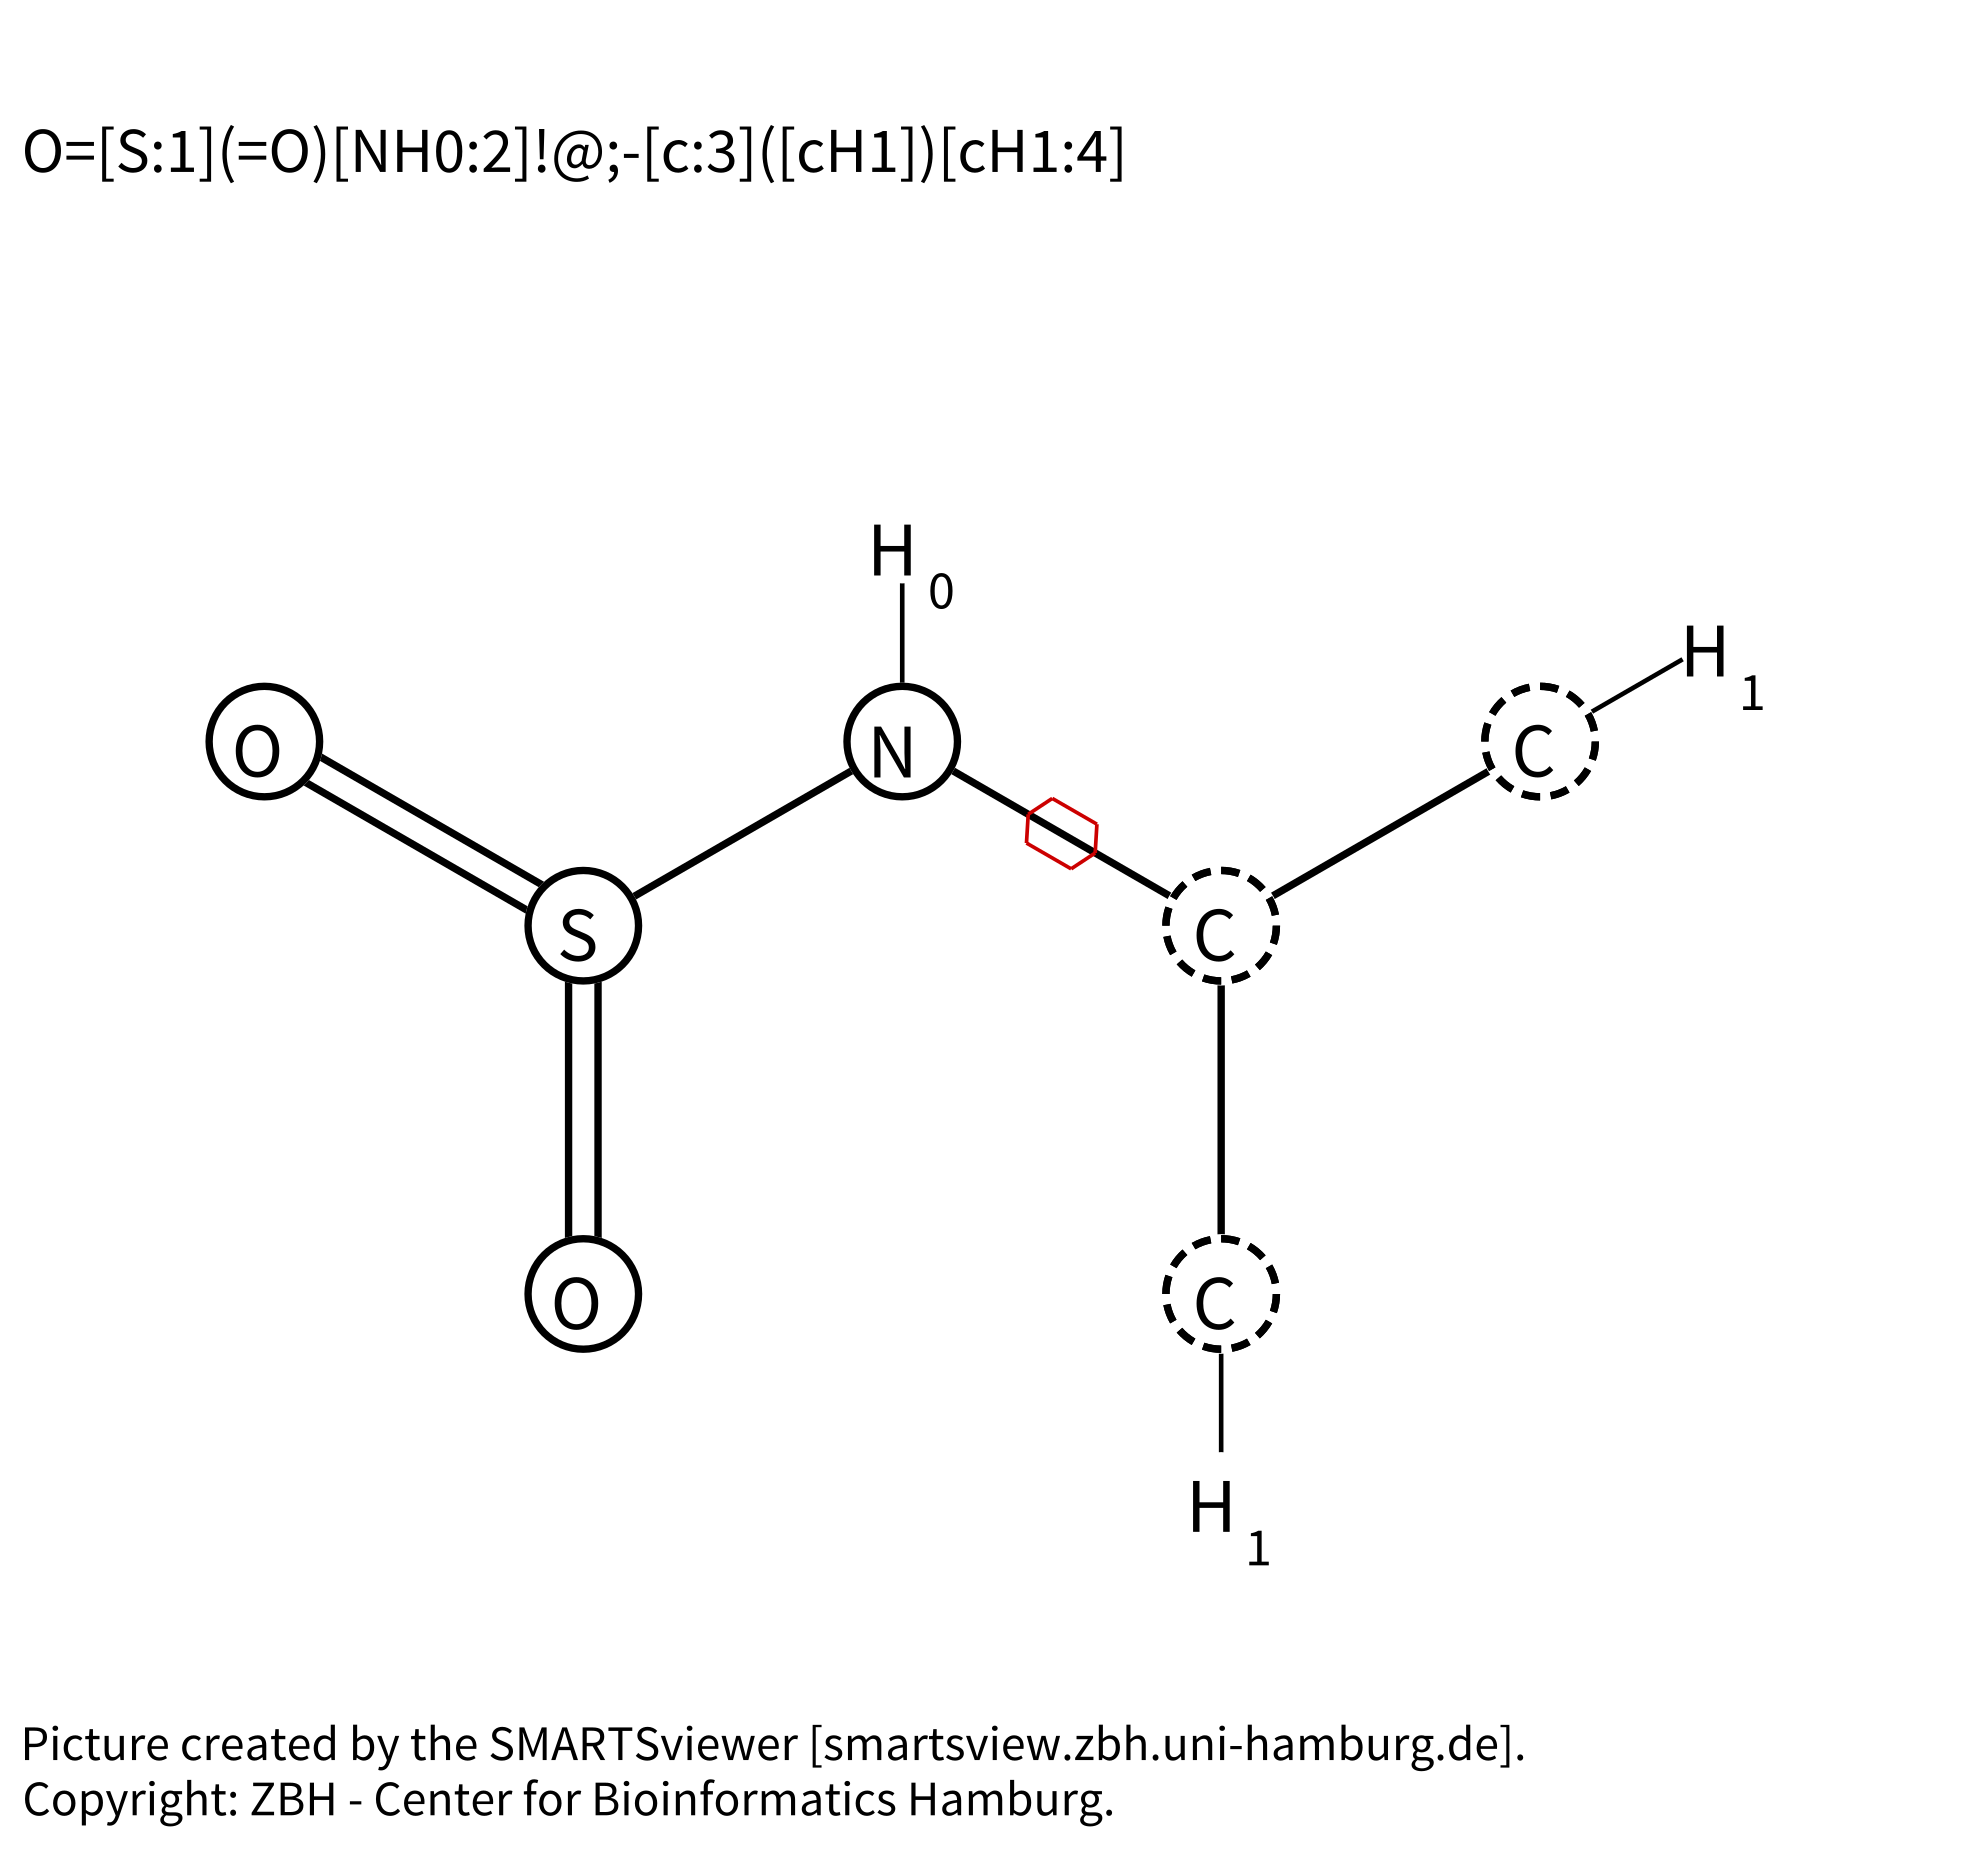 O=[S:1](=O)[NH0:2]!@;-[c:3]([cH1])[cH1:4]
H
0
H
1
O
N
C
S
C
O
C
H
1
Picture created by the SMARTSviewer [smartsview.zbh.uni-hamburg.de].
Copyright: ZBH - Center for Bioinformatics Hamburg.